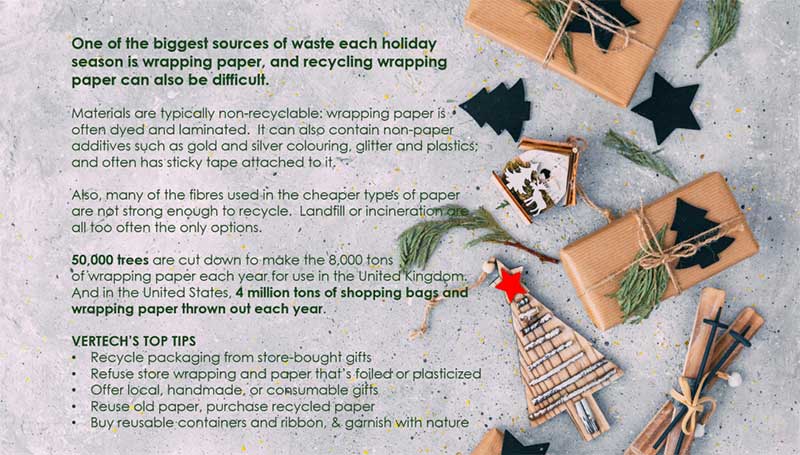 One of the biggest sources of waste each holiday
season is wrapping paper, and recycling wrapping
paper can also be difficult.
Materials are typically non-recyclable: wrapping paper is
often dyed and laminated. It can also contain non-paper
additives such as gold and silver colouring, glitter and plastics;
and often has sticky tape attached to it.
Also, many of the fibres used in the cheaper types of paper
are not strong enough to recycle. Landfill or incineration are
all too often the only options.
50,000 trees are cut down to make the 8,000 tons
of wrapping paper each year for use in the United Kingdom.
And in the United States, 4 million tons of shopping bags and
wrapping paper thrown out each year.
VERTECH'S TOP TIPS
• Recycle packaging from store-bought gifts
• Refuse store wrapping and paper that's foiled or plasticized
• Offer local, handmade, or consumable gifts
• Reuse old paper, purchase recycled paper
• Buy reusable containers and ribbon, & garnish with nature